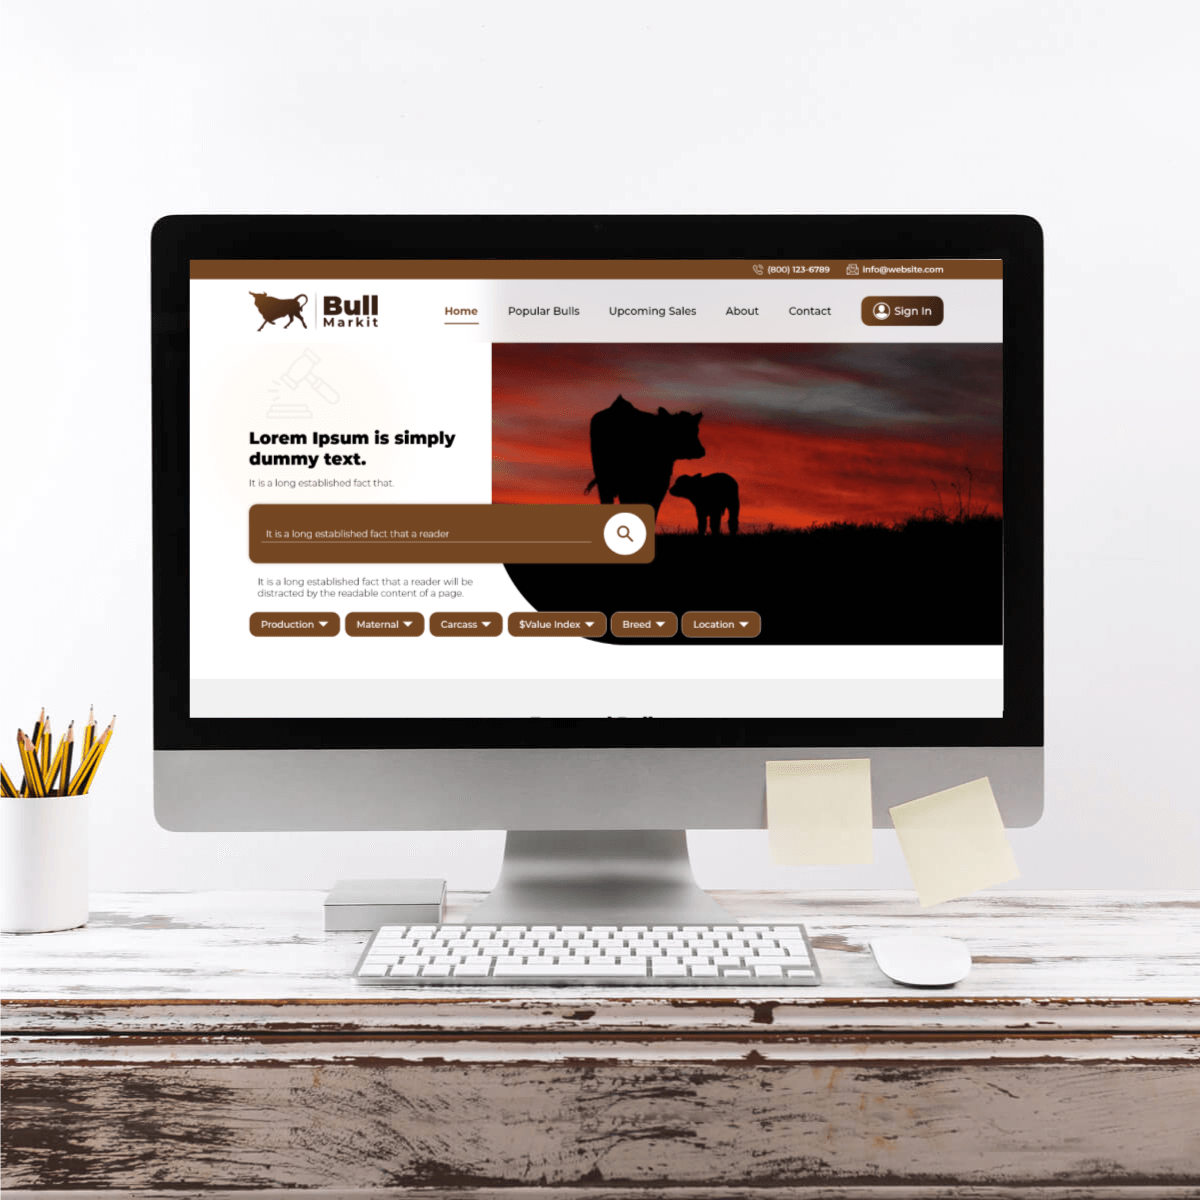 (800) 123-6789 info@website.com
Bull
Markit
Home Popular Bulls Upcoming Sales About Contact Sign In
Lorem Ipsum is simply
dummy text.
It is a long established fact that.
It is a long established fact that a reader
It is a long established fact that a reader will be
distracted by the readable content of a page.
Production Maternal Carcass $Value Index Breed Location